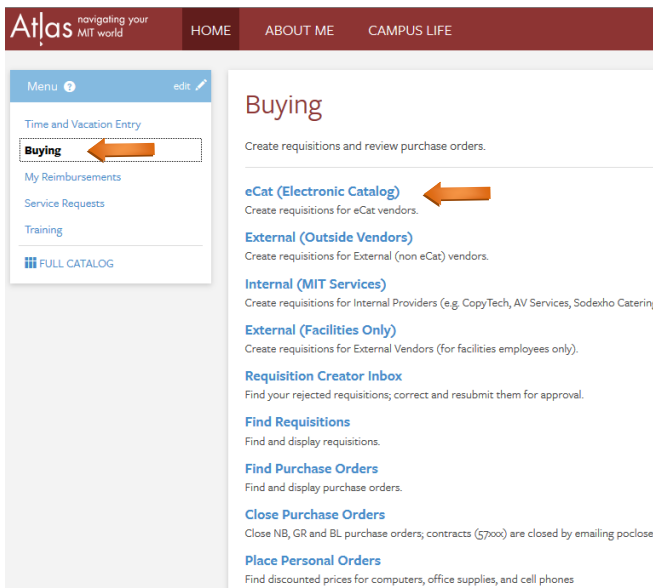 Atlas navigating your MIT world
HOME ABOUT ME CAMPUS LIFE
Menu ? edit
Time and Vacation Entry
Buying
My Reimbursements
Service Requests
Training
FULL CATALOG
Buying
Create requisitions and review purchase orders.
eCat (Electronic Catalog)
Create requisitions for eCat vendors.
External (Outside Vendors)
Create requisitions for External (non eCat) vendors.
Internal (MIT Services)
Create requisitions for Internal Providers (e.g. CopyTech, AV Services, Sodexho Catering
External (Facilities Only)
Create requisitions for External Vendors (for facilities employees only).
Requisition Creator Inbox
Find your rejected requisitions; correct and resubmit them for approval.
Find Requisitions
Find and display requisitions.
Find Purchase Orders
Find and display purchase orders.
Close Purchase Orders
Close NB, GR and BL purchase orders; contracts (57xxx) are closed by emailing poclose
Place Personal Orders
Find discounted prices for computers, office supplies, and cell phones